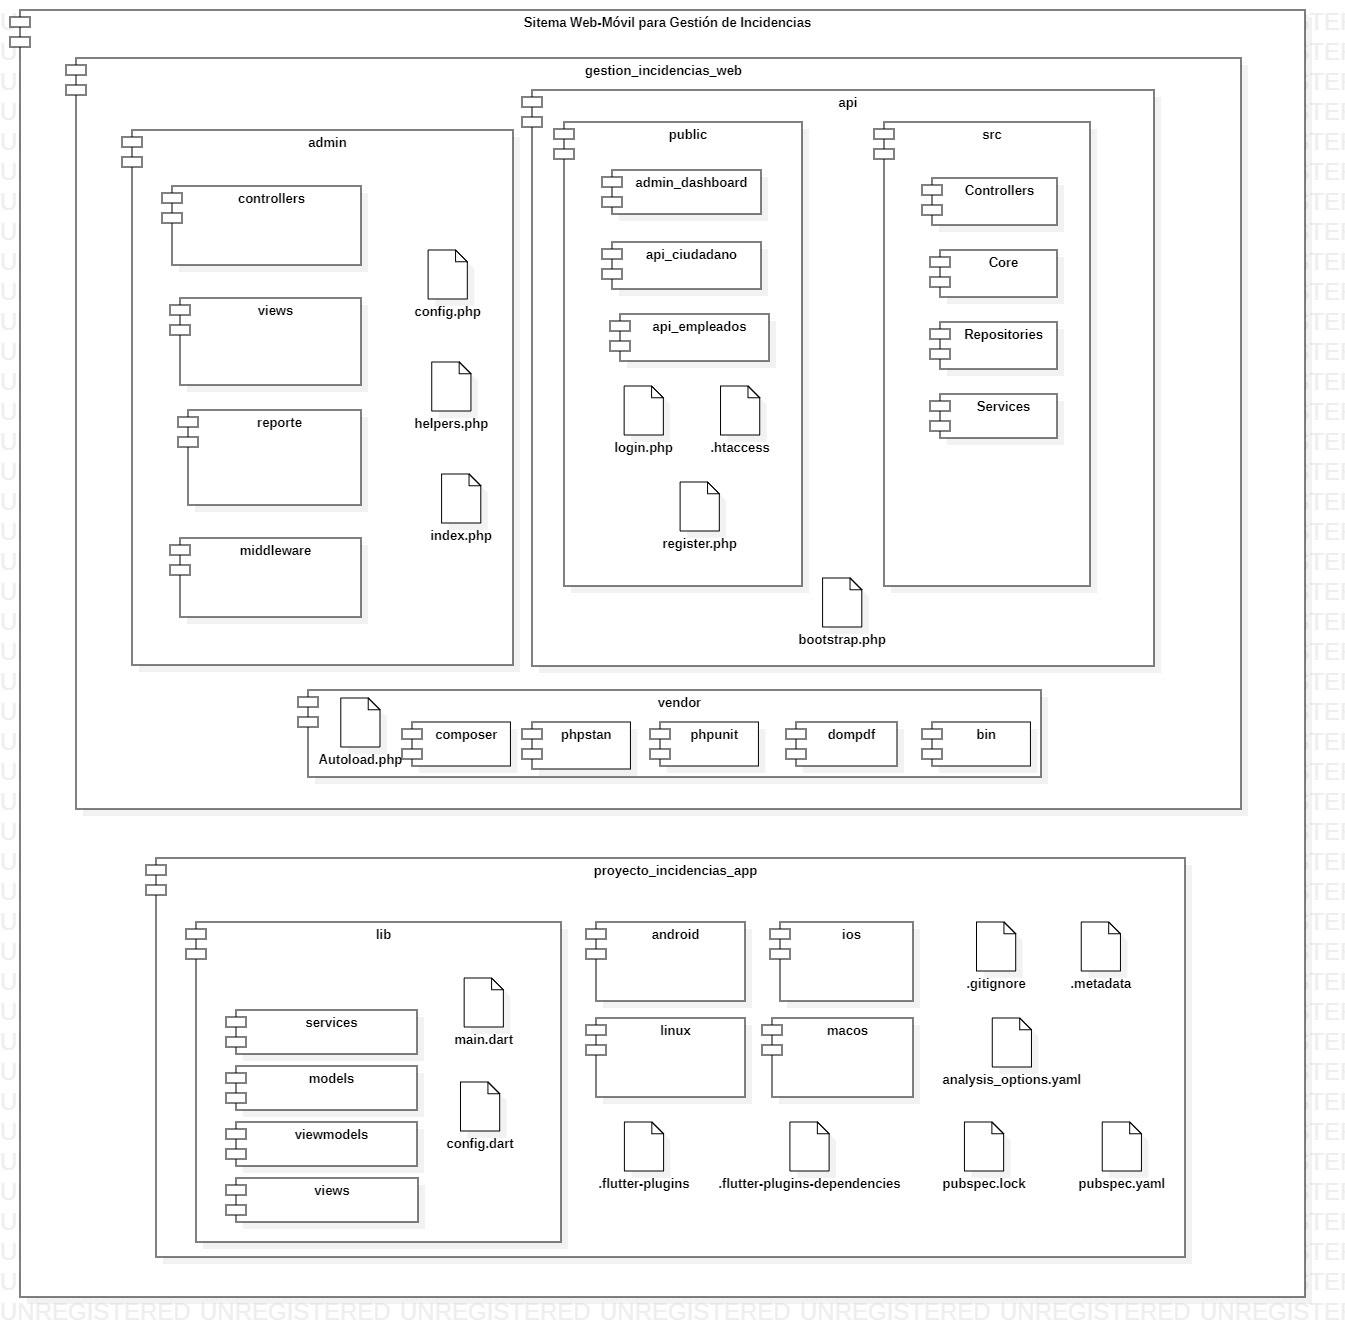 Sitema Web-Móvil para Gestión de Incidencias
gestion_incidencias_web
admin
controllers
views
reporte
middleware
config.php
helpers.php
index.php
api
public
admin_dashboard
api_ciudadano
api_empleados
login.php
.htaccess
register.php
src
Controllers
Core
Repositories
Services
bootstrap.php
vendor
Autoload.php
composer
phpstan
phpunit
dompdf
bin
proyecto_incidencias_app
lib
services
models
viewmodels
views
main.dart
config.dart
android
ios
linux
macos
.gitignore
.metadata
analysis_options.yaml
.flutter-plugins
.flutter-plugins-dependencies
pubspec.lock
pubspec.yaml
UNREGISTERED UNREGISTERED UNREGISTERED UNREGISTERED UNREGISTERED UNREGISTERED UNREGISTE